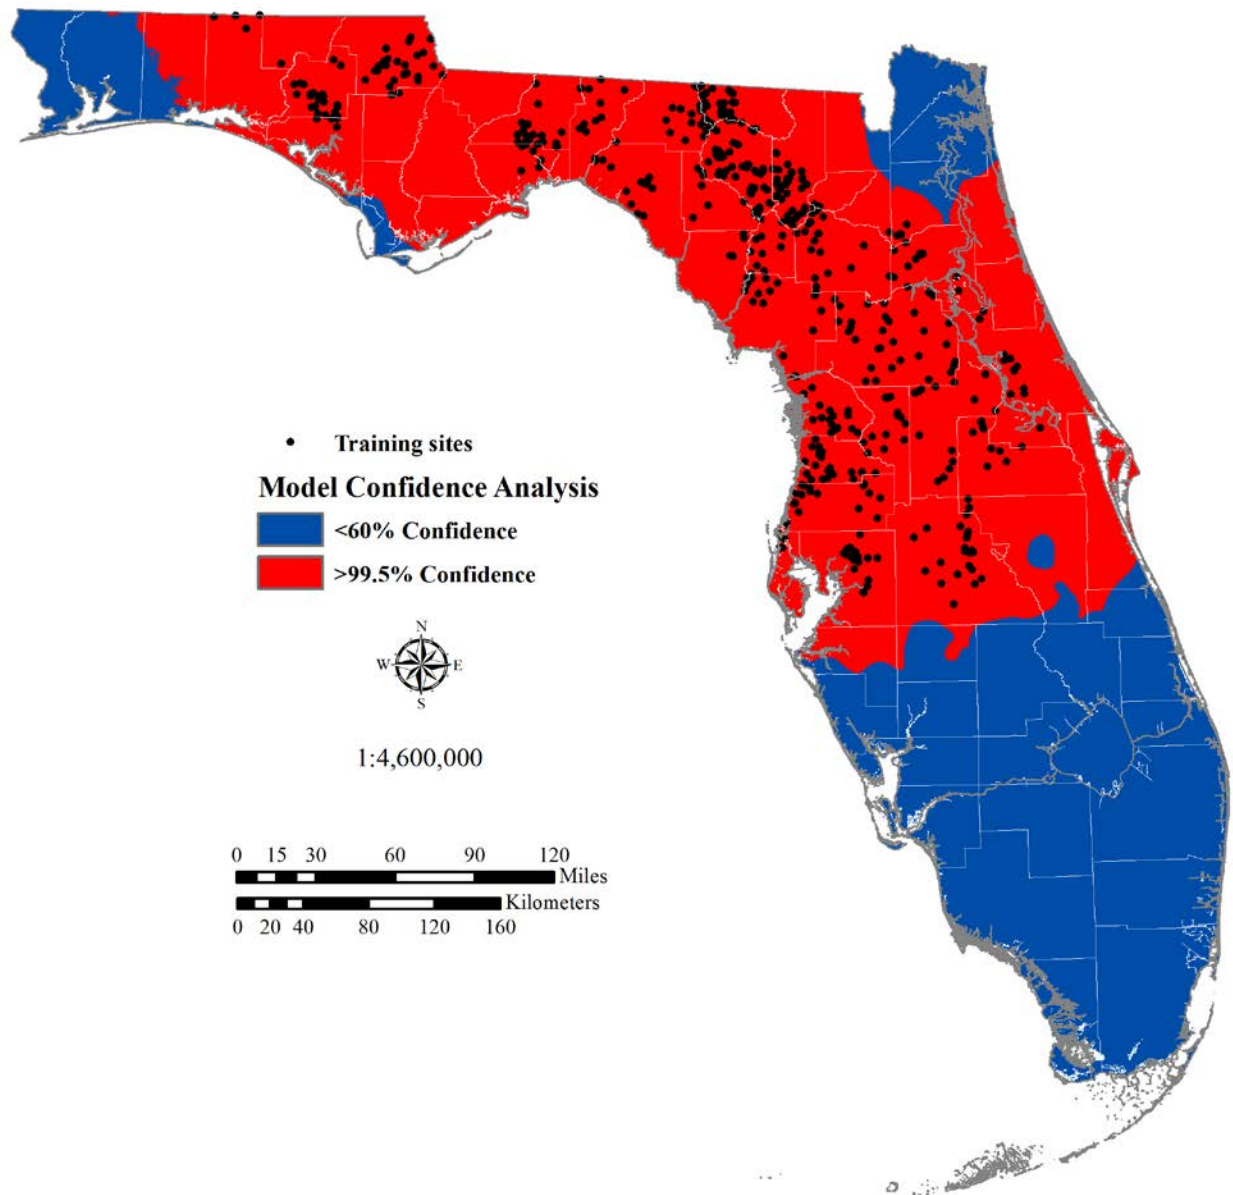 Training sites
Model Confidence Analysis
<60% Confidence
>99.5% Confidence
N
W E
S
1:4,600,000
0 15 30 60 90 120
Miles
Kilometers
0 20 40 80 120 160